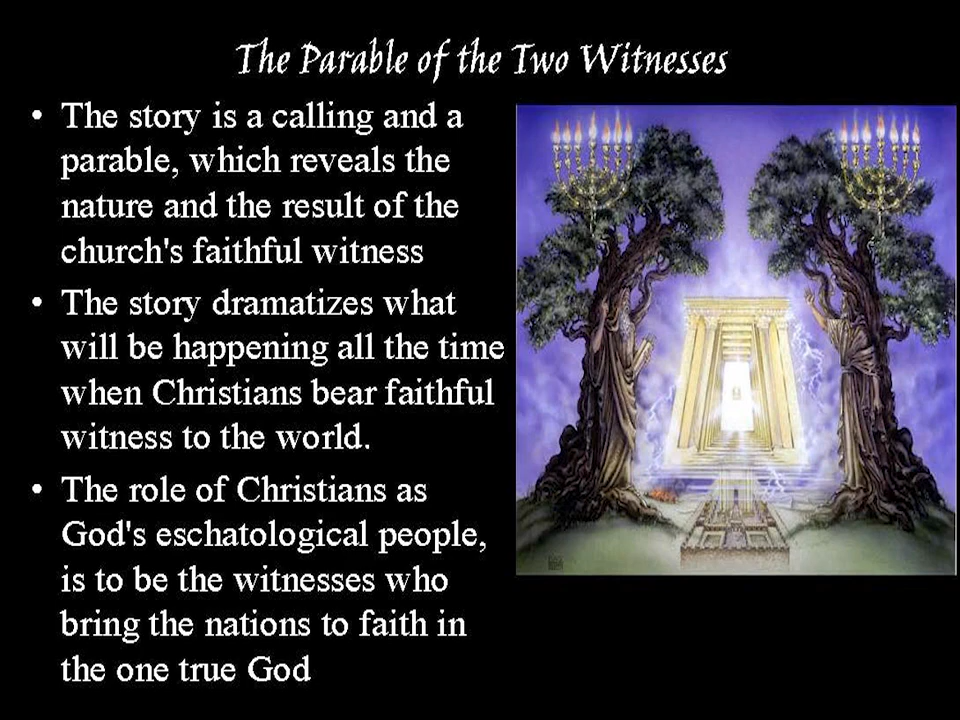 The Parable of the Two Witnesses
• The story is a calling and a
parable, which reveals the
nature and the result of the
church's faithful witness
• The story dramatizes what
will be happening all the time
when Christians bear faithful
witness to the world.
• The role of Christians as
God's eschatological people,
is to be the witnesses who
bring the nations to faith in
the one true God